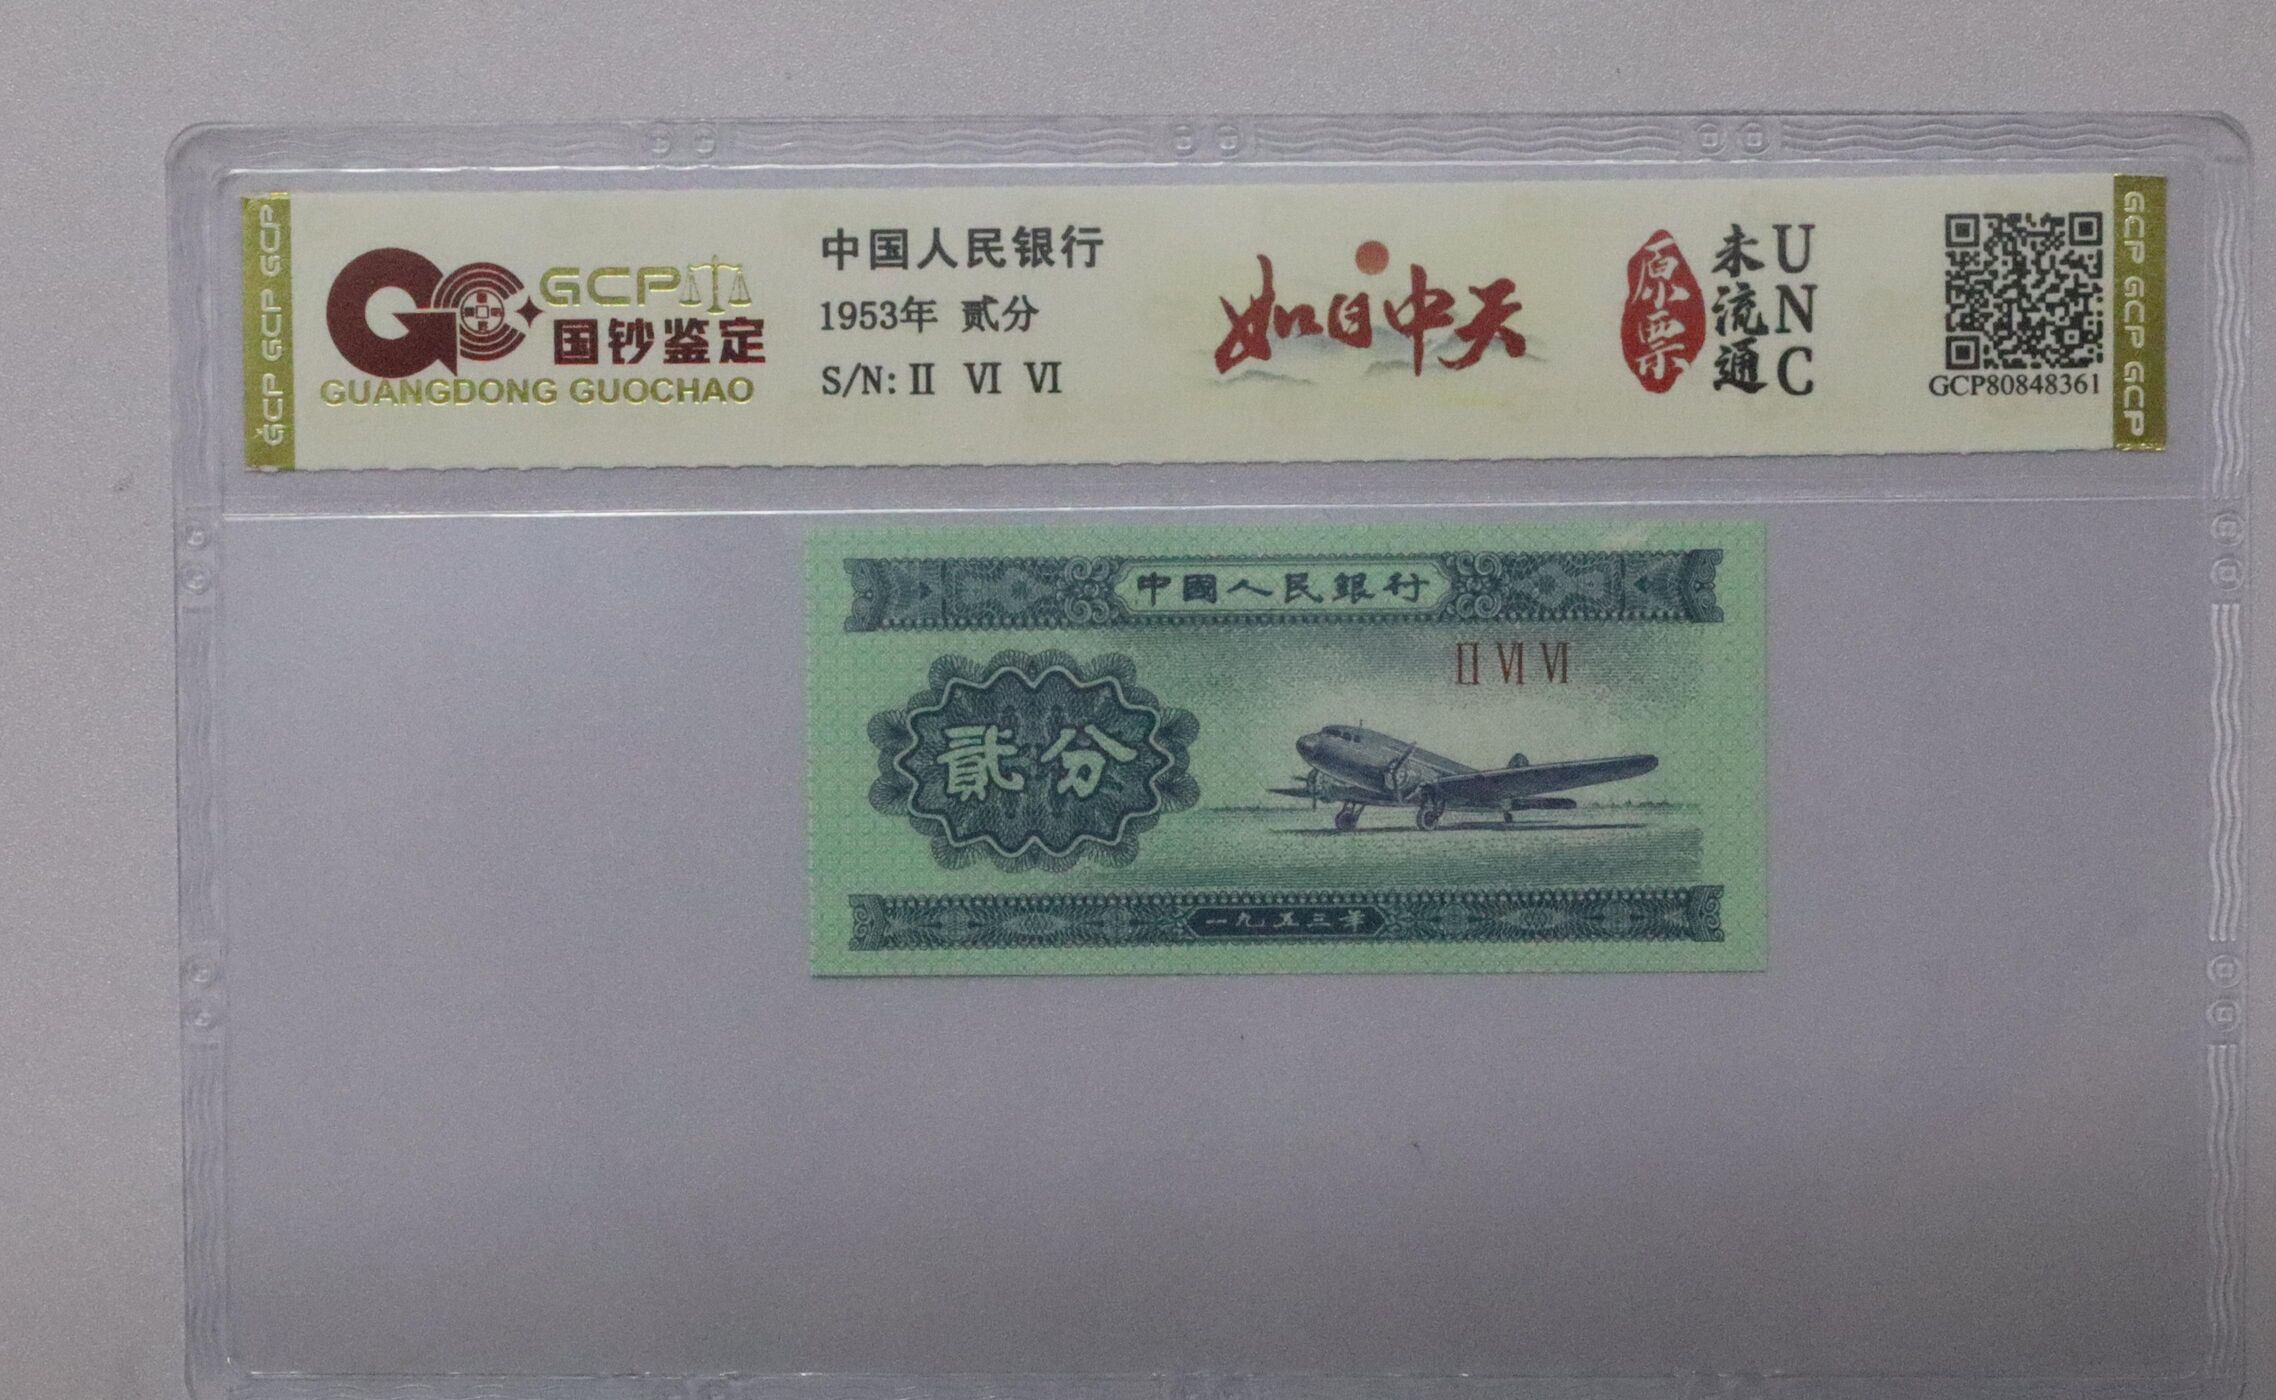 GCP GCP GCP
GCP
国钞鉴定
GUANGDONG GUOCHAO
中国人民银行
1953年 贰分
S/N: II VI VI
如日中天
原票
未流通
UNC
GCP80848361
GCP GCP GCP
中國人民銀行
II VI VI
貳分
一九五三年